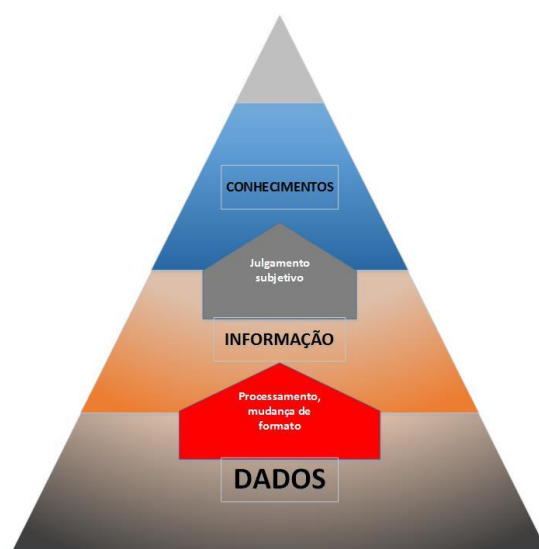 CONHECIMENTOS
Julgamento
subjetivo
INFORMAÇÃO
Processamento,
mudança de
formato
DADOS